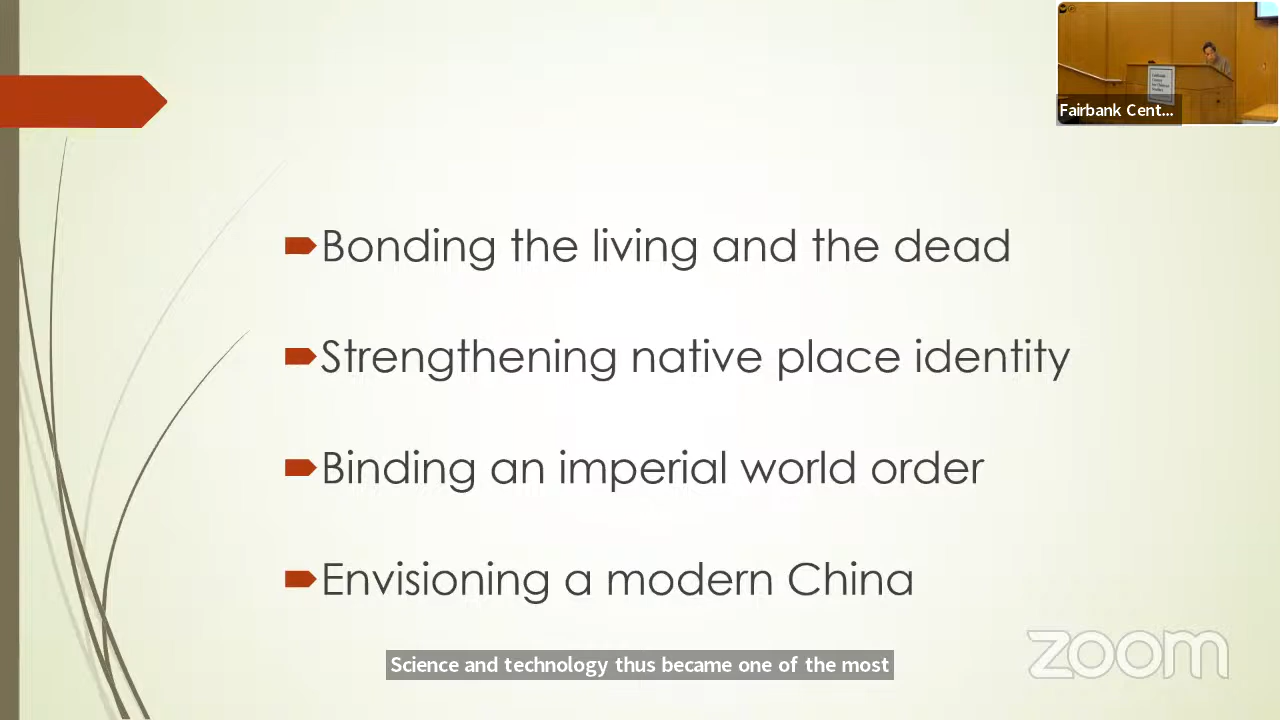 Fairbank Cent...
Bonding the living and the dead
Strengthening native place identity
Binding an imperial world order
Envisioning a modern China
Science and technology thus became one of the most
zoom